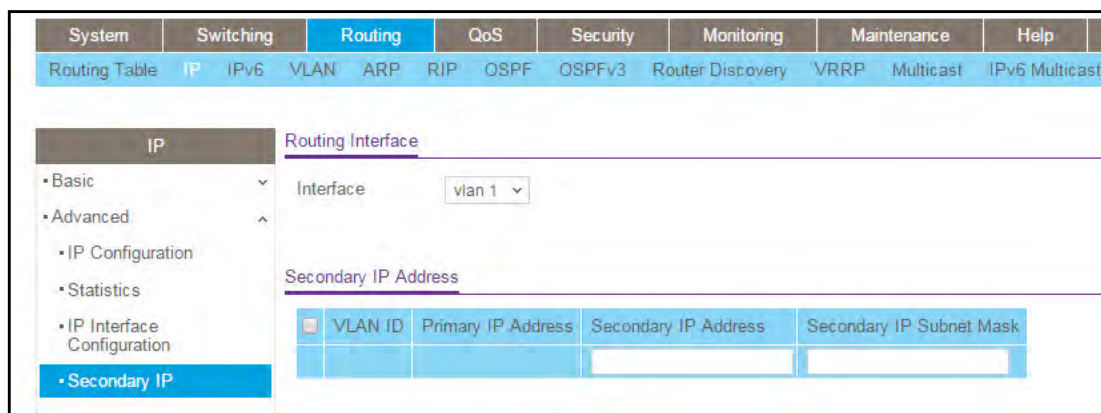 System Switching Routing QoS Security Monitoring Maintenance Help
Routing Table IP IPv6 VLAN ARP RIP OSPF OSPFv3 Router Discovery VRRP Multicast IPv6 Multicast
IP
Basic
Advanced
IP Configuration
Statistics
IP Interface
Configuration
Secondary IP
Routing Interface
Interface vlan 1
Secondary IP Address
VLAN ID Primary IP Address Secondary IP Address Secondary IP Subnet Mask